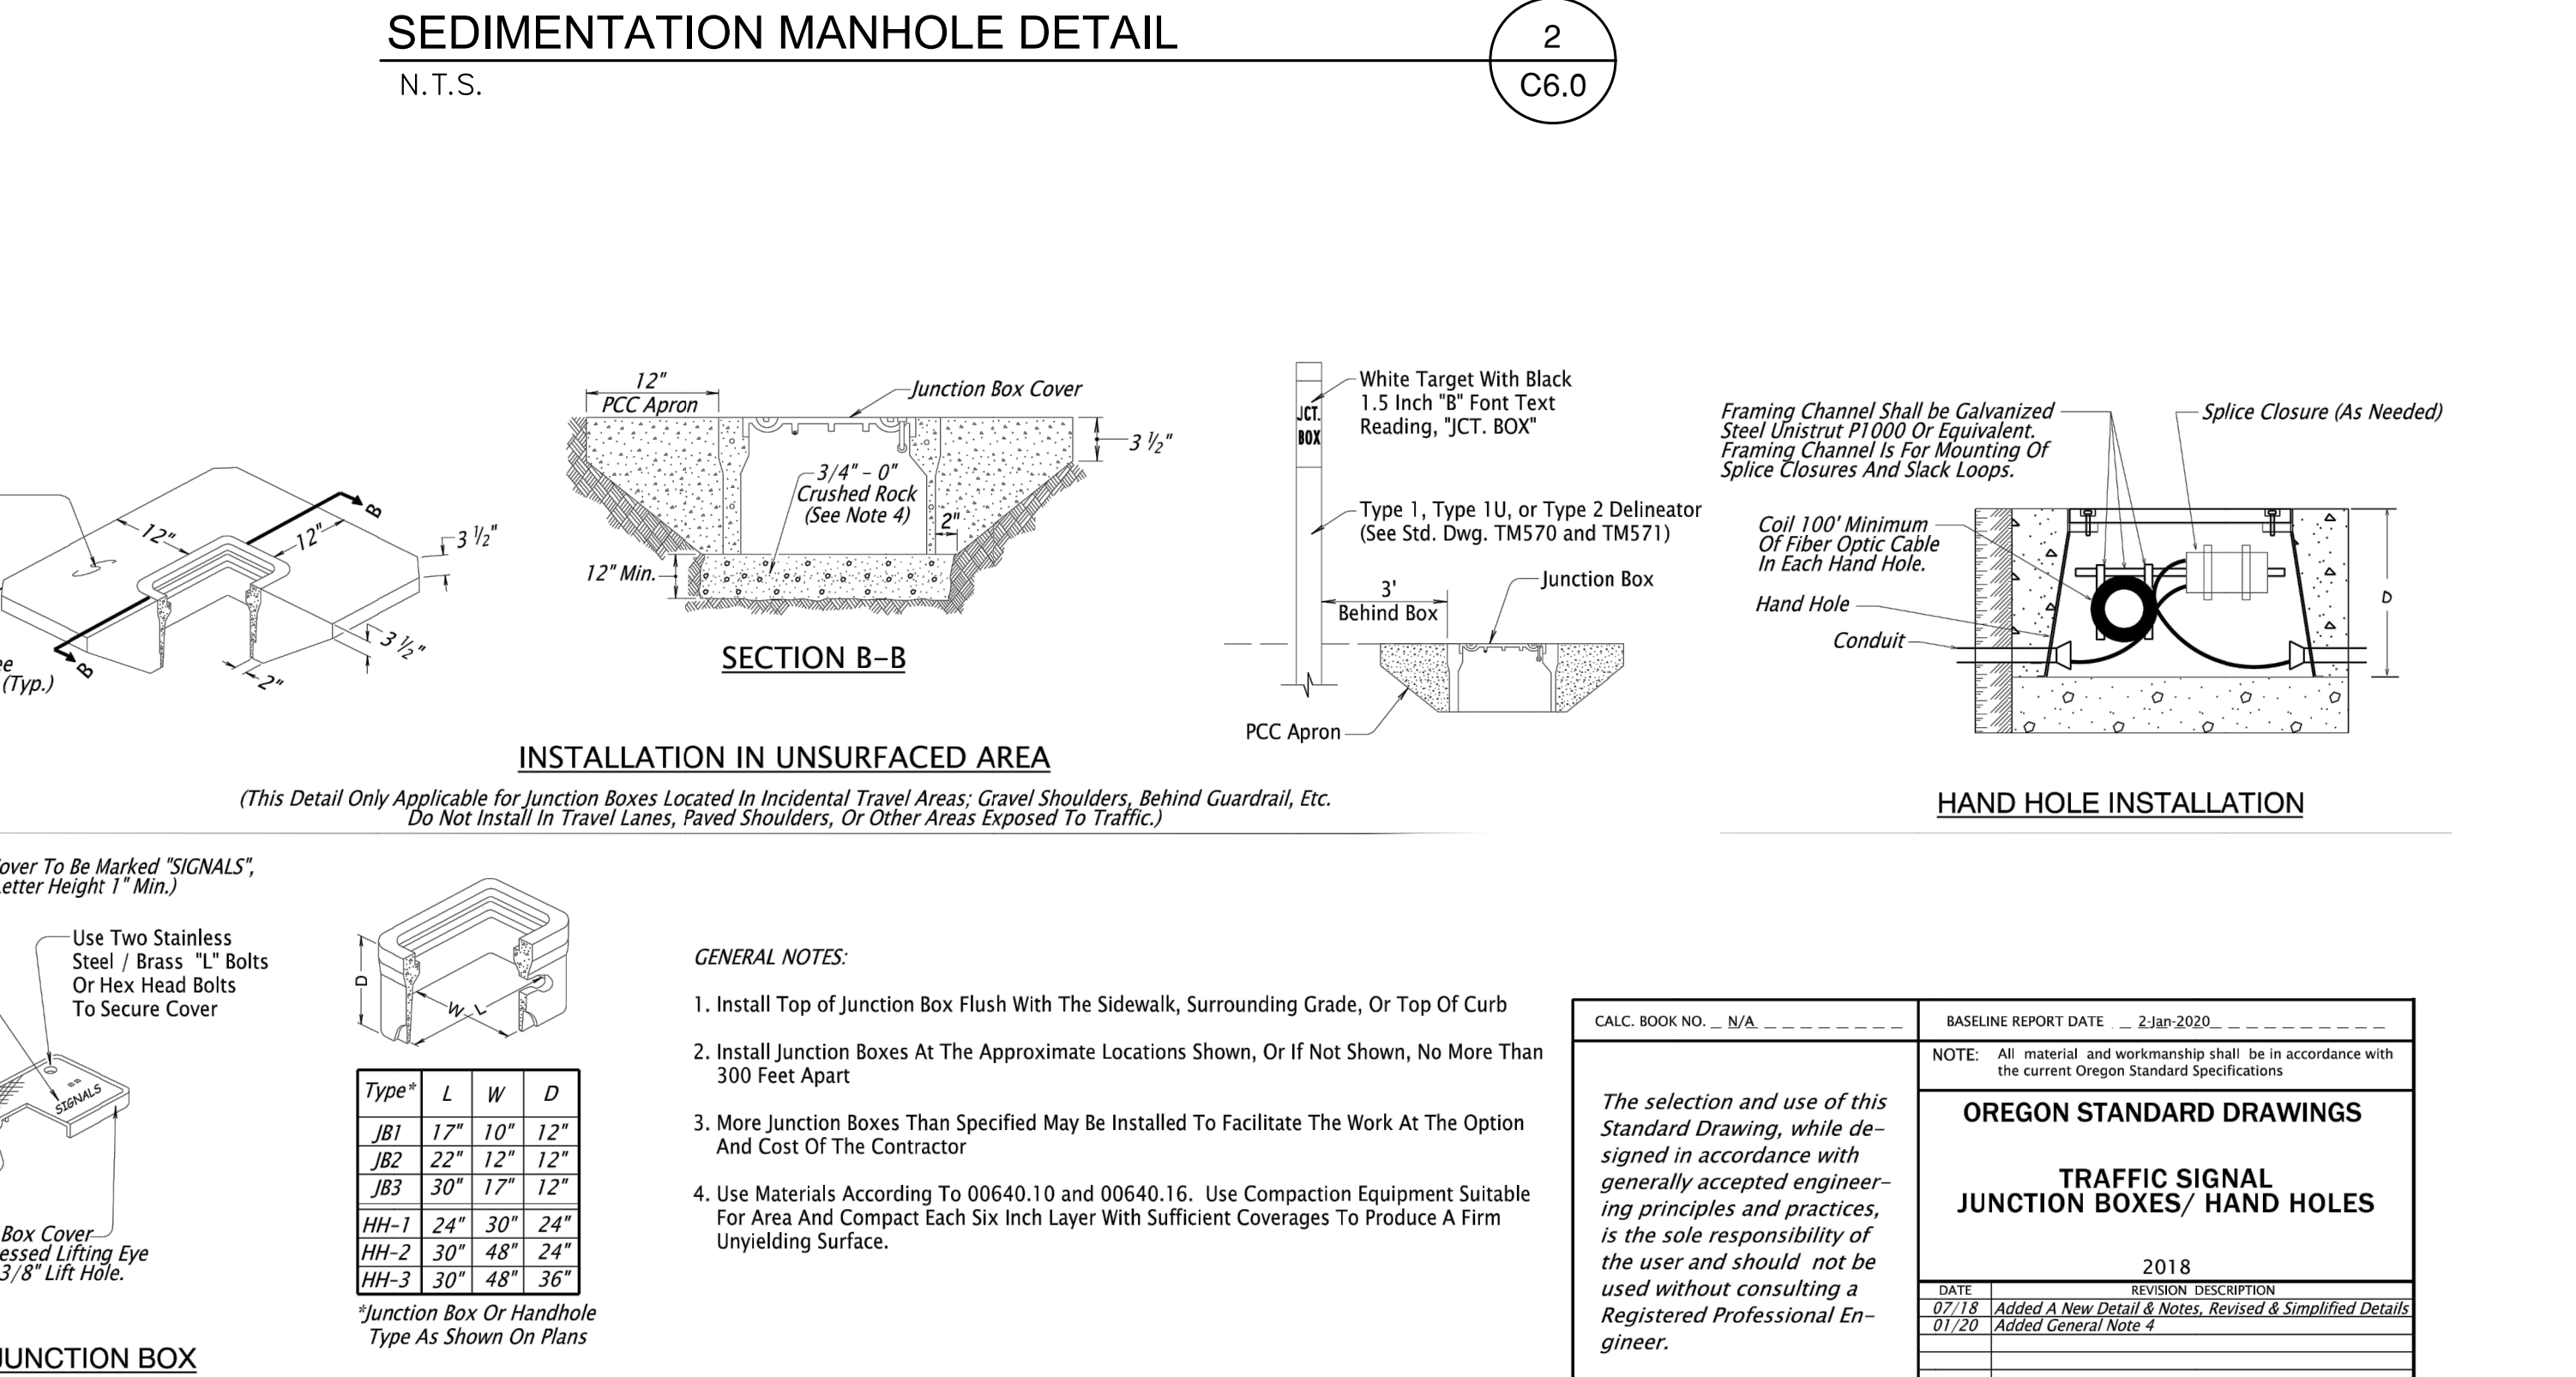 SEDIMENTATION MANHOLE DETAIL
N.T.S.
2
C6.0
12"
12"
B
3 ½"
3 ½"
2"
B
(Typ.)
12"
PCC Apron
Junction Box Cover
3 ½"
3/4" – 0"
Crushed Rock
(See Note 4)
2"
12" Min.
SECTION B–B
JCT.
BOX
White Target With Black
1.5 Inch "B" Font Text
Reading, "JCT. BOX"
Type 1, Type 1U, or Type 2 Delineator
(See Std. Dwg. TM570 and TM571)
3'
Behind Box
Junction Box
PCC Apron
INSTALLATION IN UNSURFACED AREA
(This Detail Only Applicable for Junction Boxes Located In Incidental Travel Areas; Gravel Shoulders, Behind Guardrail, Etc.
Do Not Install In Travel Lanes, Paved Shoulders, Or Other Areas Exposed To Traffic.)
Framing Channel Shall be Galvanized
Steel Unistrut P1000 Or Equivalent.
Framing Channel Is For Mounting Of
Splice Closures And Slack Loops.
Splice Closure (As Needed)
Coil 100' Minimum
Of Fiber Optic Cable
In Each Hand Hole.
Hand Hole
Conduit
D
HAND HOLE INSTALLATION
over To Be Marked "SIGNALS",
etter Height 1" Min.)
Use Two Stainless
Steel / Brass "L" Bolts
Or Hex Head Bolts
To Secure Cover
SIGNALS
Box Cover
essed Lifting Eye
3/8" Lift Hole.
JUNCTION BOX
D
W
L
Type* L W D
JB1 17" 10" 12"
JB2 22" 12" 12"
JB3 30" 17" 12"
HH–1 24" 30" 24"
HH–2 30" 48" 24"
HH–3 30" 48" 36"
*Junction Box Or Handhole
Type As Shown On Plans
GENERAL NOTES:
1. Install Top of Junction Box Flush With The Sidewalk, Surrounding Grade, Or Top Of Curb
2. Install Junction Boxes At The Approximate Locations Shown, Or If Not Shown, No More Than
300 Feet Apart
3. More Junction Boxes Than Specified May Be Installed To Facilitate The Work At The Option
And Cost Of The Contractor
4. Use Materials According To 00640.10 and 00640.16. Use Compaction Equipment Suitable
For Area And Compact Each Six Inch Layer With Sufficient Coverages To Produce A Firm
Unyielding Surface.
CALC. BOOK NO. N/A
BASELINE REPORT DATE 2-Jan-2020
NOTE: All material and workmanship shall be in accordance with
the current Oregon Standard Specifications
The selection and use of this
Standard Drawing, while de–
signed in accordance with
generally accepted engineer–
ing principles and practices,
is the sole responsibility of
the user and should not be
used without consulting a
Registered Professional En–
gineer.
OREGON STANDARD DRAWINGS
TRAFFIC SIGNAL
JUNCTION BOXES/ HAND HOLES
2018
DATE REVISION DESCRIPTION
07/18 Added A New Detail & Notes, Revised & Simplified Details
01/20 Added General Note 4